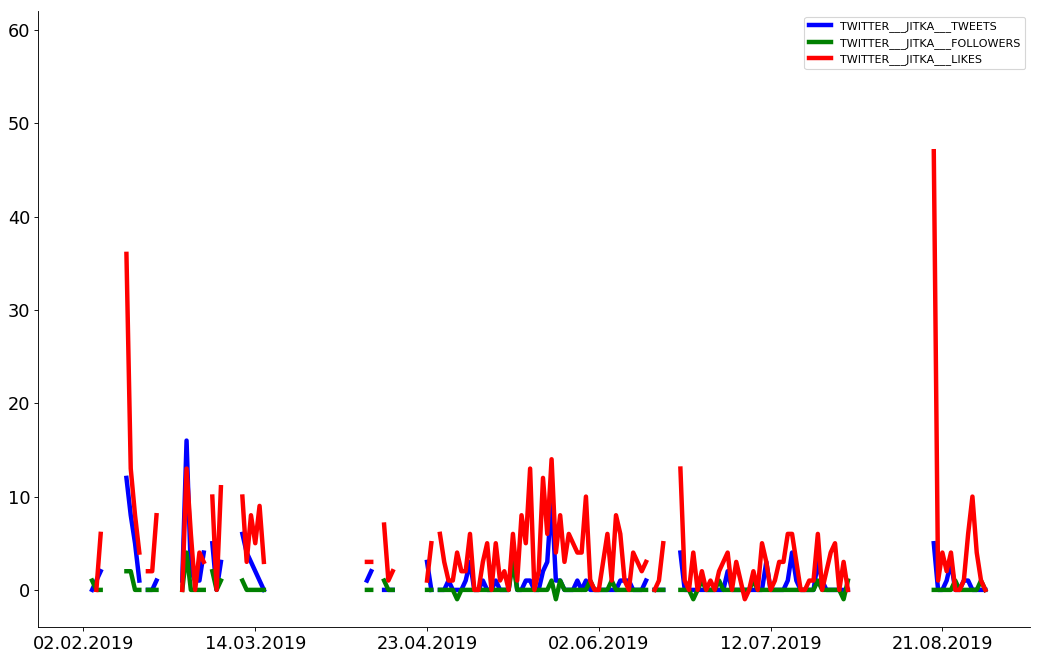 60
50
40
30
20
10
0
02.02.2019 14.03.2019 23.04.2019 02.06.2019 12.07.2019 21.08.2019
TWITTER___JITKA___TWEETS
TWITTER___JITKA___FOLLOWERS
TWITTER___JITKA___LIKES